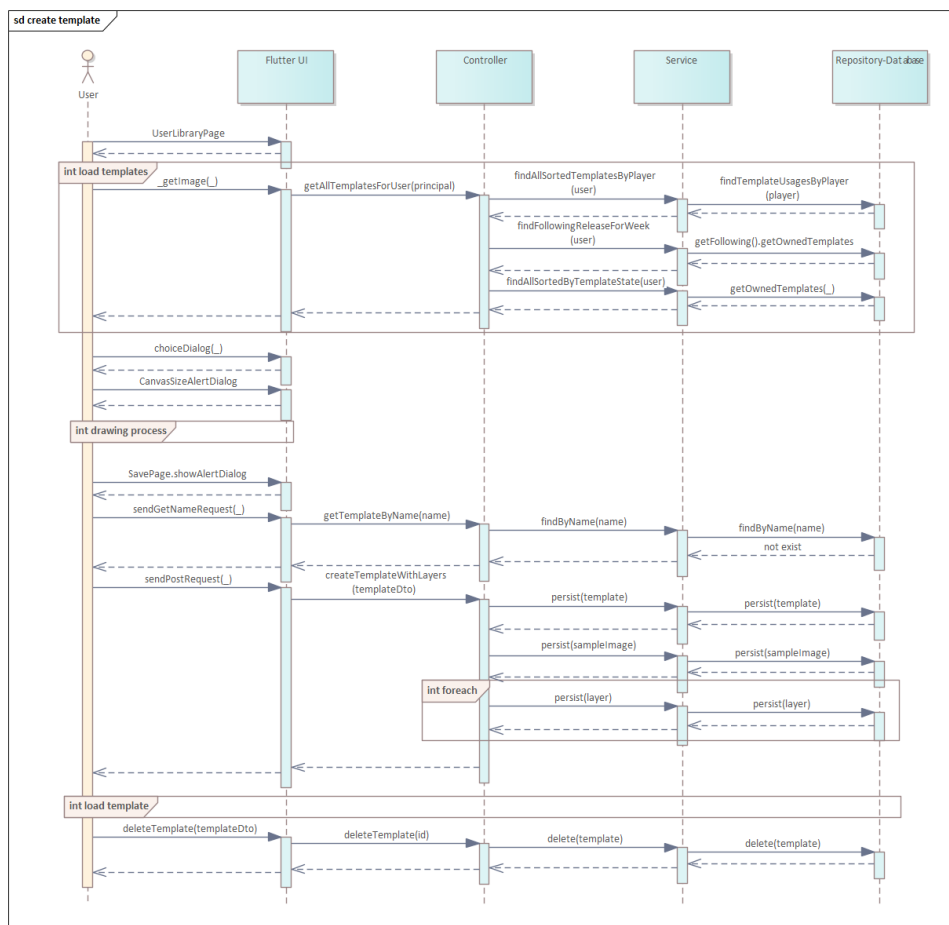 sd create template
User
Flutter UI
Controller
Service
Repository-Database
UserLibraryPage
int load templates
_getImage(_)
getAllTemplatesForUser(principal)
findAllSortedTemplatesByPlayer
(user)
findTemplateUsagesByPlayer
(player)
findFollowingReleaseForWeek
(user)
getFollowing().getOwnedTemplates
findAllSortedByTemplateState(user)
getOwnedTemplates(_)
choiceDialog(_)
CanvasSizeAlertDialog
int drawing process
SavePage.showAlertDialog
sendGetNameRequest(_)
getTemplateByName(name)
findByName(name)
findByName(name)
not exist
sendPostRequest(_)
createTemplateWithLayers
(templateDto)
persist(template)
persist(template)
persist(sampleImage)
persist(sampleImage)
int foreach
persist(layer)
persist(layer)
int load template
deleteTemplate(templateDto)
deleteTemplate(id)
delete(template)
delete(template)